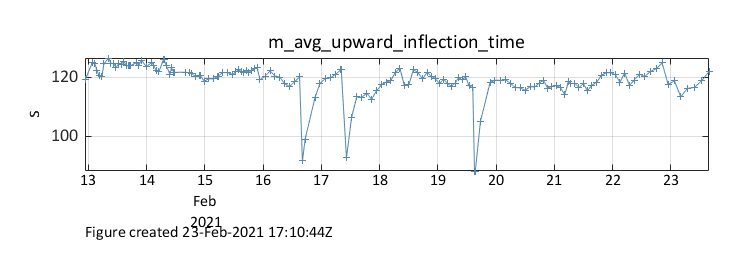 m_avg_upward_inflection_time
120
100
s
13 14 15 16 17 18 19 20 21 22 23
Feb
2021
Figure created 23-Feb-2021 17:10:44Z